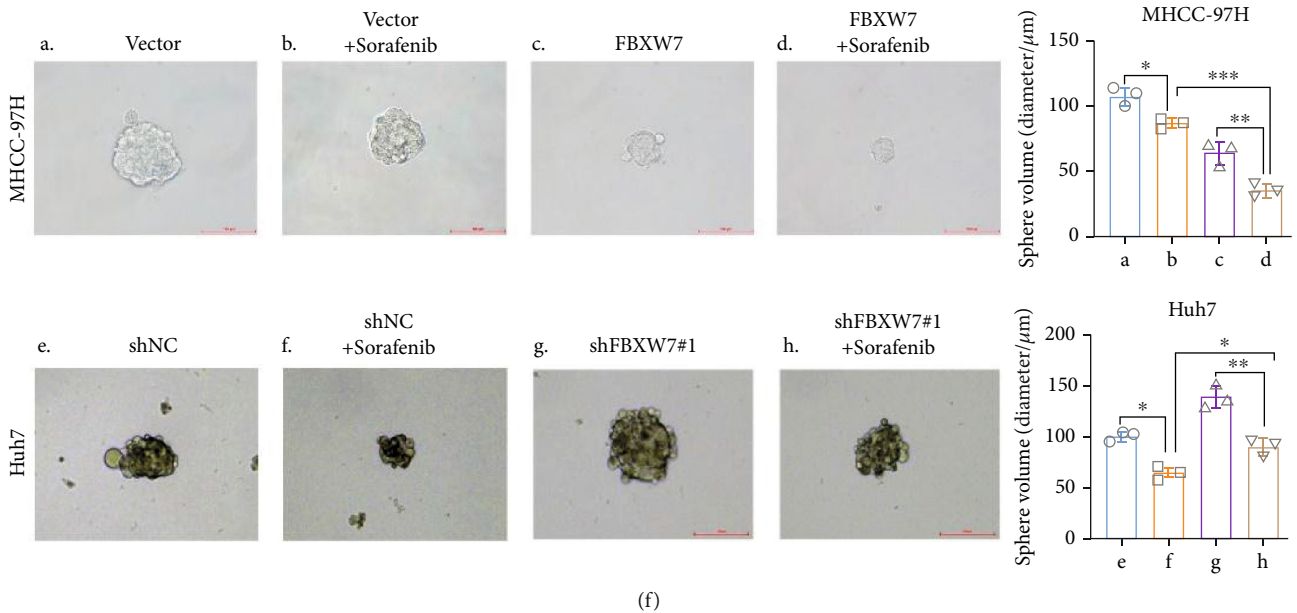 a.
Vector
b.
Vector
+Sorafenib
c.
FBXW7
d.
FBXW7
+Sorafenib
MHCC-97H
MHCC-97H
Sphere volume (diameter/μm)
150
100
50
0
*
***
**
a b c d
e.
shNC
f.
shNC
+Sorafenib
g.
shFBXW7#1
h.
shFBXW7#1
+Sorafenib
Huh7
Huh7
Sphere volume (diameter/μm)
200
150
100
50
0
*
*
**
e f g h
(f)